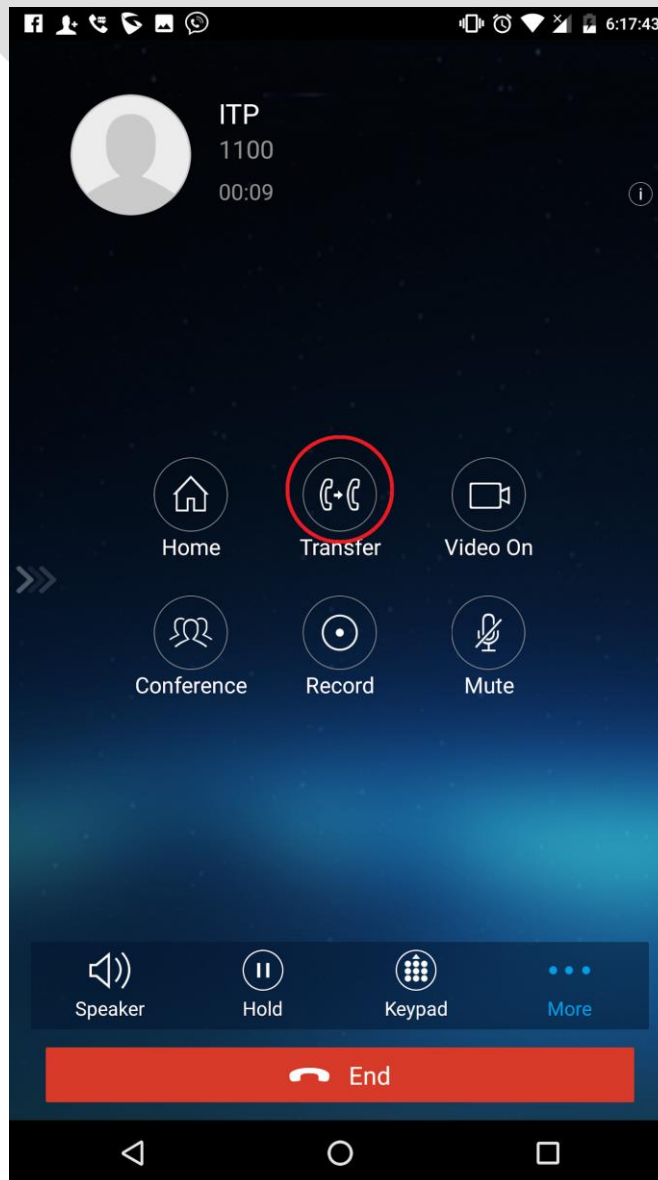 6:17:43
ITP
1100
00:09
Home Transfer Video On
Conference Record Mute
Speaker Hold Keypad More
End